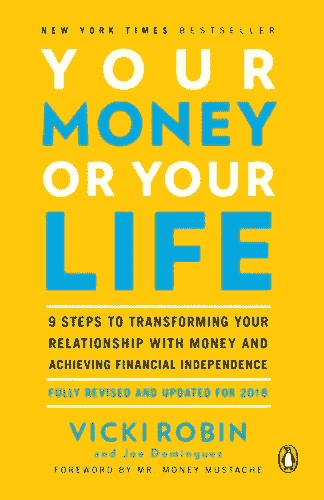 NEW YORK TIMES BESTSELLER
YOUR
MONEY
OR YOUR
LIFE
9 STEPS TO TRANSFORMING YOUR
RELATIONSHIP WITH MONEY AND
ACHIEVING FINANCIAL INDEPENDENCE
FULLY REVISED AND UPDATED FOR 2018
VICKI ROBIN
and Joe Dominguez
FOREWORD BY MR. MONEY MUSTACHE